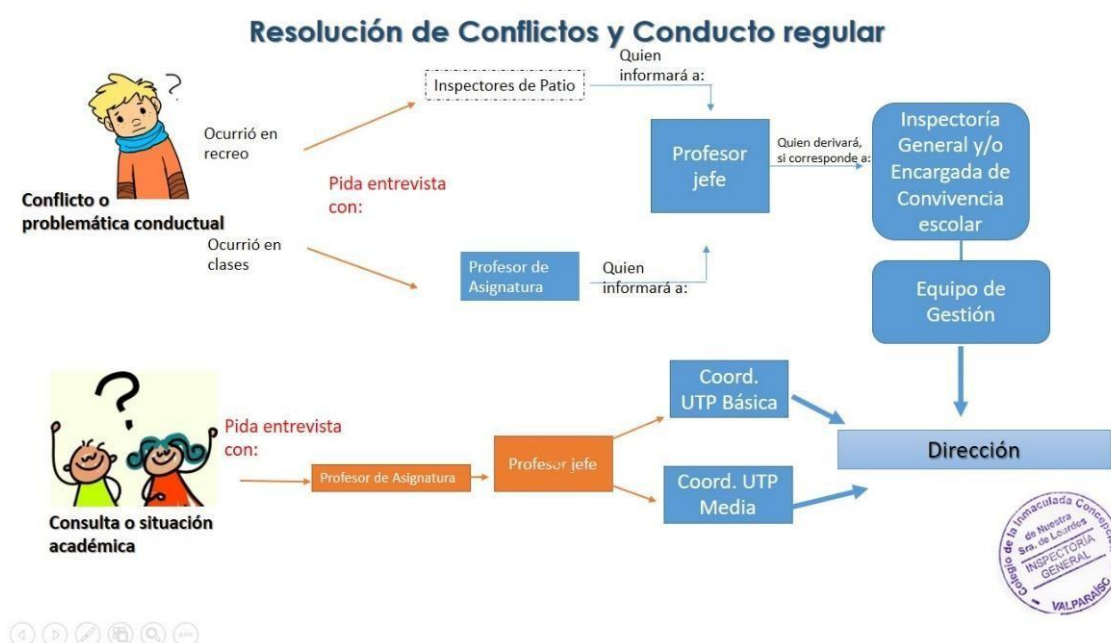 Resolución de Conflictos y Conducto regular
Conflicto o
problemática conductual
Ocurrió en
recreo
Ocurrió en
clases
Pida entrevista
con:
Inspectores de Patio
Quien
informará a:
Profesor de
Asignatura
Quien
informará a:
Profesor
jefe
Quien derivará,
si corresponde a:
Inspectoría
General y/o
Encargada de
Convivencia
escolar
Equipo de
Gestión
Consulta o situación
académica
Pida entrevista
con:
Profesor de Asignatura
Profesor jefe
Coord.
UTP Básica
Coord. UTP
Media
Dirección
Colegio de la Inmaculada Concepción
de Nuestra
Sra. de Lourdes
INSPECTORÍA
GENERAL
VALPARAÍSO